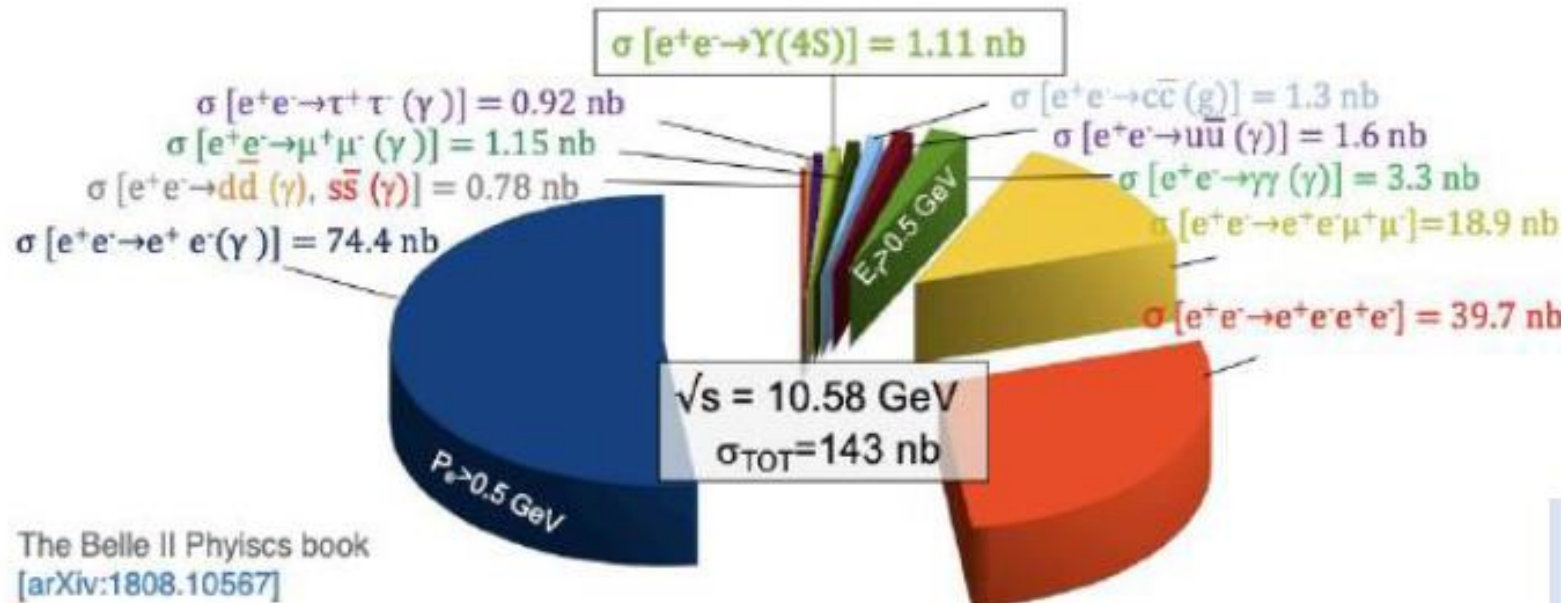 σ [e⁺e⁻→Υ(4S)] = 1.11 nb
σ [e⁺e⁻→τ⁺ τ⁻ (γ )] = 0.92 nb
σ [e⁺e⁻→μ⁺μ⁻ (γ )] = 1.15 nb
σ [e⁺e⁻→dd̅ (γ), ss̅ (γ)] = 0.78 nb
σ [e⁺e⁻→e⁺ e⁻(γ )] = 74.4 nb
σ [e⁺e⁻→cc̅ (g)] = 1.3 nb
σ [e⁺e⁻→uu̅ (γ)] = 1.6 nb
σ [e⁺e⁻→γγ (γ)] = 3.3 nb
σ [e⁺e⁻→e⁺e⁻μ⁺μ⁻]=18.9 nb
σ [e⁺e⁻→e⁺e⁻e⁺e⁻] = 39.7 nb
Eᵧ>0.5 GeV
√s = 10.58 GeV
σTOT=143 nb
Pₑ>0.5 GeV
The Belle II Phyiscs book
[arXiv:1808.10567]